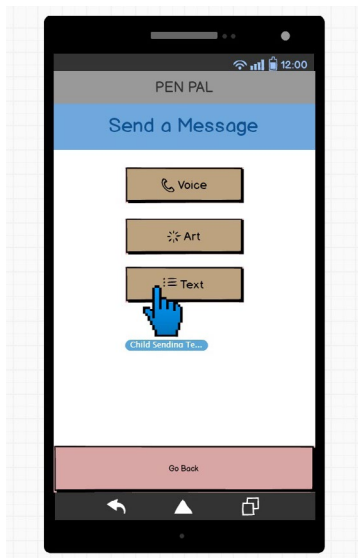 12:00
PEN PAL
Send a Message
Voice
Art
Text
Child Sending Te...
Go Back